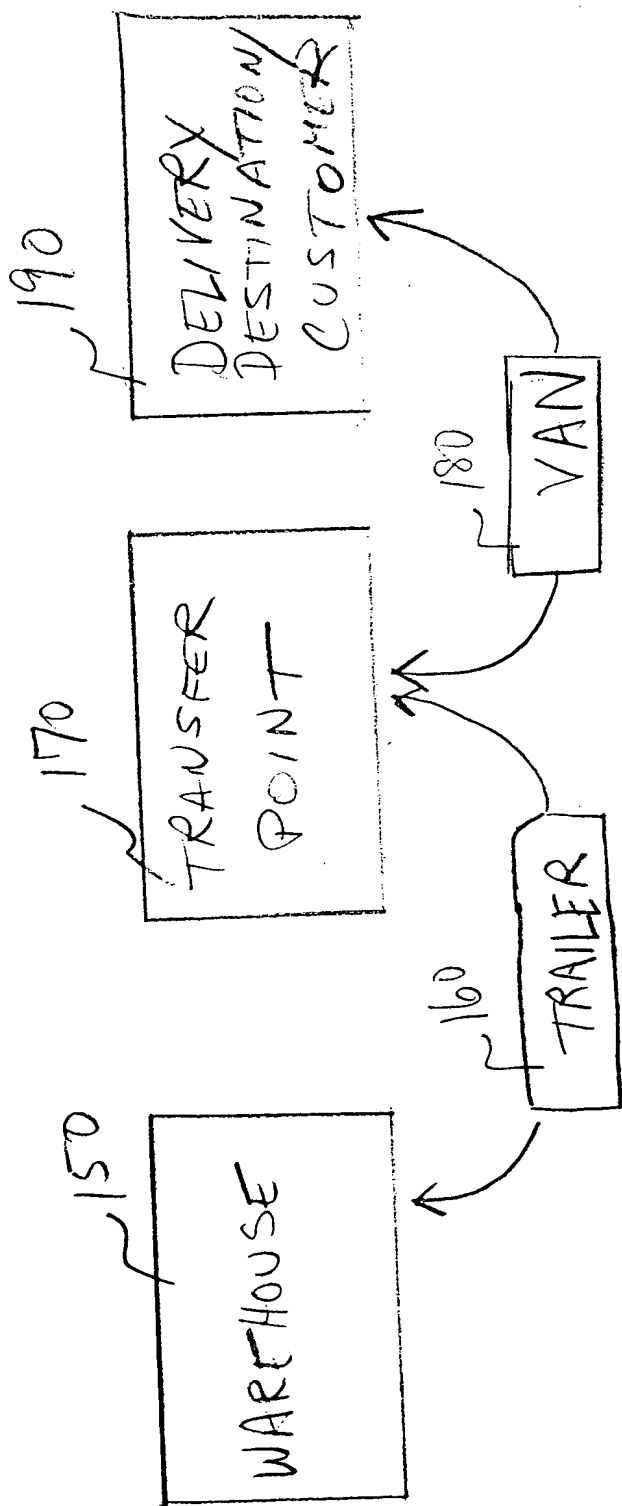 150
WAREHOUSE
160
TRAILER
170
TRANSFER
POINT
180
VAN
190
DELIVERY
DESTINATION/
CUSTOMER